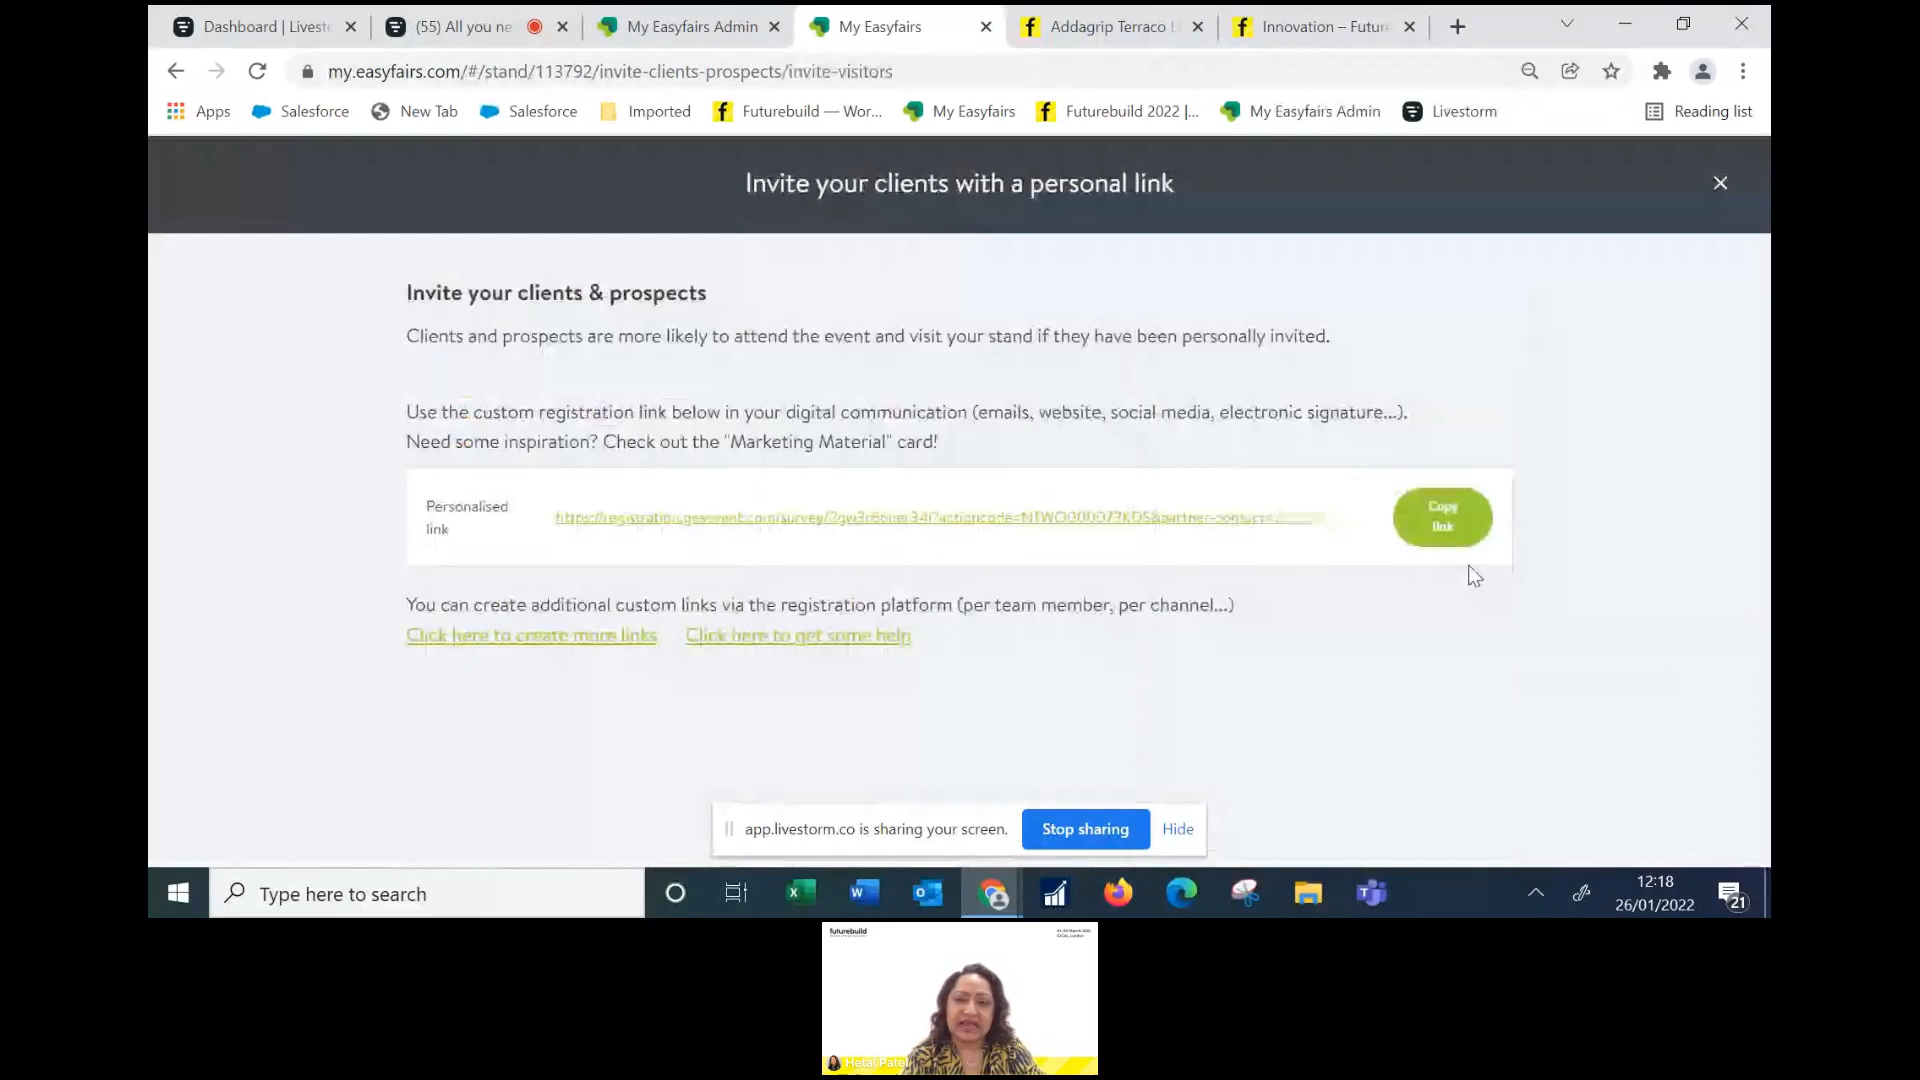 Dashboard | Livest
(55) All you ne
My Easyfairs Admin
My Easyfairs
Addagrip Terraco
Innovation – Futur
my.easyfairs.com/#/stand/113792/invite-clients-prospects/invite-visitors
Apps
Salesforce
New Tab
Salesforce
Imported
Futurebuild — Wor...
My Easyfairs
Futurebuild 2022 |...
My Easyfairs Admin
Livestorm
Reading list
Invite your clients with a personal link
Invite your clients & prospects
Clients and prospects are more likely to attend the event and visit your stand if they have been personally invited.
Use the custom registration link below in your digital communication (emails, website, social media, electronic signature...).
Need some inspiration? Check out the "Marketing Material" card!
Personalised
link
Copy
link
You can create additional custom links via the registration platform (per team member, per channel...)
Click here to create more links
Click here to get some help
app.livestorm.co is sharing your screen.
Stop sharing
Hide
Type here to search
12:18
26/01/2022
21
futurebuild
Hetal Patel